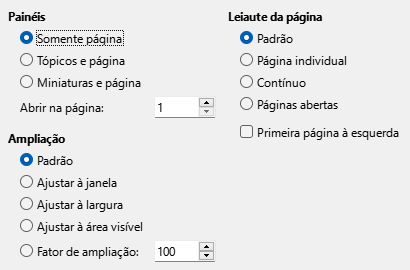 Painéis
Somente página
Tópicos e página
Miniaturas e página
Abrir na página: 1
Ampliação
Padrão
Ajustar à janela
Ajustar à largura
Ajustar à área visível
Fator de ampliação: 100
Leiaute da página
Padrão
Página individual
Contínuo
Páginas abertas
Primeira página à esquerda